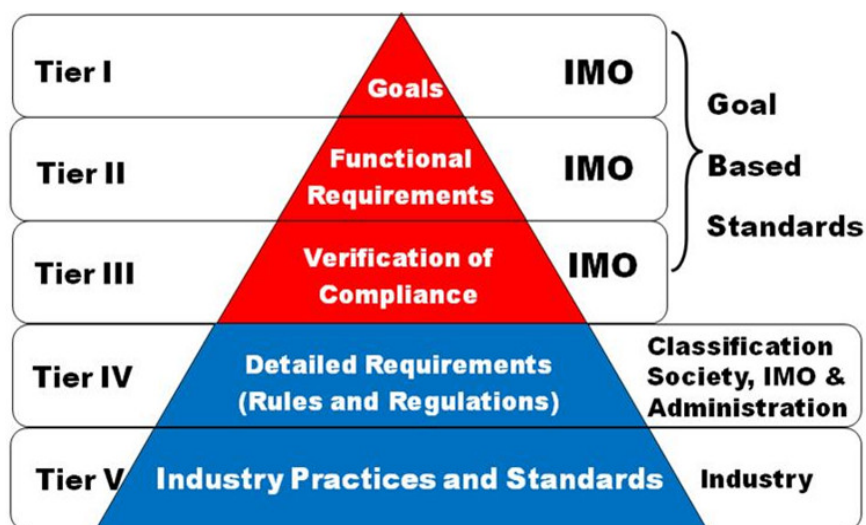 Tier I
Goals
IMO
Tier II
Functional
Requirements
IMO
Tier III
Verification of
Compliance
IMO
Goal
Based
Standards
Tier IV
Detailed Requirements
(Rules and Regulations)
Classification
Society, IMO &
Administration
Tier V
Industry Practices and Standards
Industry